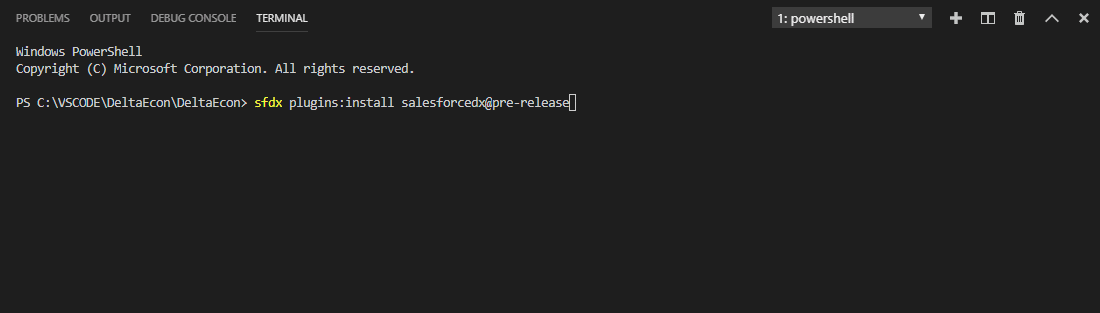 PROBLEMS OUTPUT DEBUG CONSOLE TERMINAL 1: powershell
Windows PowerShell
Copyright (C) Microsoft Corporation. All rights reserved.
PS C:\VSCODE\DeltaEcon\DeltaEcon> sfdx plugins:install salesforcedx@pre-release